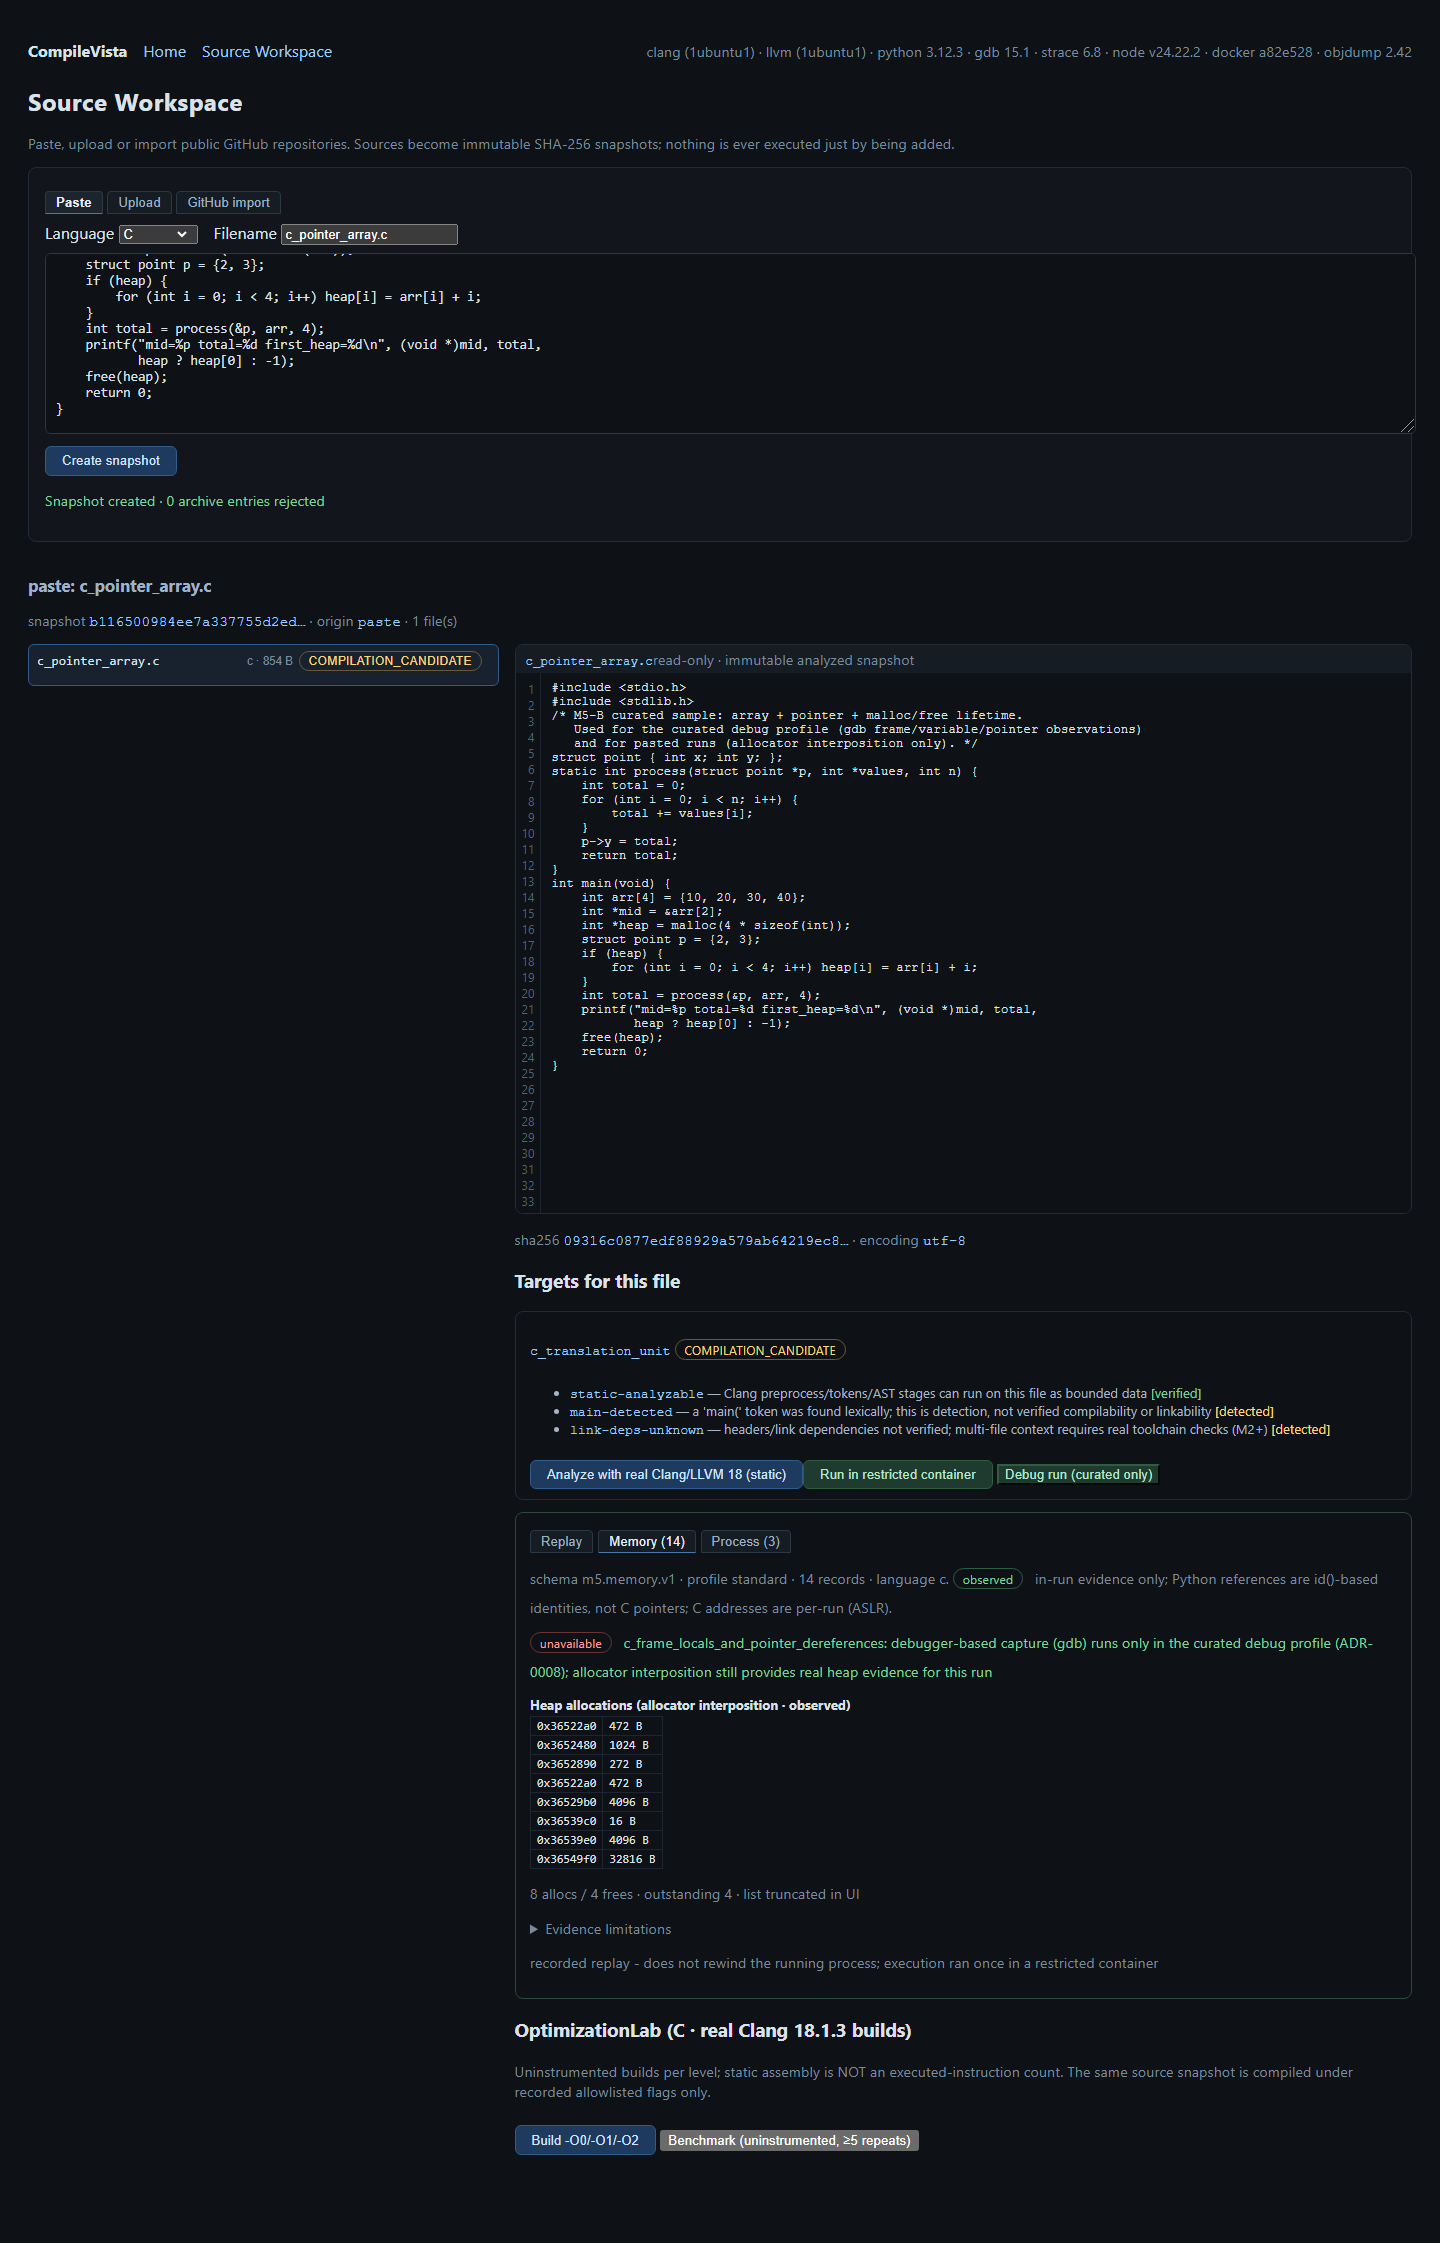 CompileVista Home Source Workspace clang (1ubuntu1) · llvm (1ubuntu1) · python 3.12.3 · gdb 15.1 · strace 6.8 · node v24.22.2 · docker a82e528 · objdump 2.42
Source Workspace
Paste, upload or import public GitHub repositories. Sources become immutable SHA-256 snapshots; nothing is ever executed just by being added.
Paste Upload GitHub import
Language C Filename c_pointer_array.c
    struct point p = {2, 3};
    if (heap) {
        for (int i = 0; i < 4; i++) heap[i] = arr[i] + i;
    }
    int total = process(&p, arr, 4);
    printf("mid=%p total=%d first_heap=%d\n", (void *)mid, total,
           heap ? heap[0] : -1);
    free(heap);
    return 0;
}
Create snapshot
Snapshot created · 0 archive entries rejected
paste: c_pointer_array.c
snapshot b116500984ee7a337755d2ed… · origin paste · 1 file(s)
c_pointer_array.c c · 854 B COMPILATION_CANDIDATE
c_pointer_array.cread-only · immutable analyzed snapshot
1 #include <stdio.h>
2 #include <stdlib.h>
3 /* M5-B curated sample: array + pointer + malloc/free lifetime.
4    Used for the curated debug profile (gdb frame/variable/pointer observations)
5    and for pasted runs (allocator interposition only). */
6 struct point { int x; int y; };
7 static int process(struct point *p, int *values, int n) {
8     int total = 0;
9     for (int i = 0; i < n; i++) {
10         total += values[i];
11     }
12     p->y = total;
13     return total;
14 }
15 int main(void) {
16     int arr[4] = {10, 20, 30, 40};
17     int *mid = &arr[2];
18     int *heap = malloc(4 * sizeof(int));
19     struct point p = {2, 3};
20     if (heap) {
21         for (int i = 0; i < 4; i++) heap[i] = arr[i] + i;
22     }
23     int total = process(&p, arr, 4);
24     printf("mid=%p total=%d first_heap=%d\n", (void *)mid, total,
25            heap ? heap[0] : -1);
26     free(heap);
27     return 0;
28 }
29
30
31
32
33
sha256 09316c0877edf88929a579ab64219ec8… · encoding utf-8
Targets for this file
c_translation_unit COMPILATION_CANDIDATE
• static-analyzable — Clang preprocess/tokens/AST stages can run on this file as bounded data [verified]
• main-detected — a 'main(' token was found lexically; this is detection, not verified compilability or linkability [detected]
• link-deps-unknown — headers/link dependencies not verified; multi-file context requires real toolchain checks (M2+) [detected]
Analyze with real Clang/LLVM 18 (static) Run in restricted container Debug run (curated only)
Replay Memory (14) Process (3)
schema m5.memory.v1 · profile standard · 14 records · language c. observed in-run evidence only; Python references are id()-based
identities, not C pointers; C addresses are per-run (ASLR).
unavailable c_frame_locals_and_pointer_dereferences: debugger-based capture (gdb) runs only in the curated debug profile (ADR-
0008); allocator interposition still provides real heap evidence for this run
Heap allocations (allocator interposition · observed)
0x36522a0 472 B
0x3652480 1024 B
0x3652890 272 B
0x36522a0 472 B
0x36529b0 4096 B
0x36539c0 16 B
0x36539e0 4096 B
0x36549f0 32816 B
8 allocs / 4 frees · outstanding 4 · list truncated in UI
▶ Evidence limitations
recorded replay - does not rewind the running process; execution ran once in a restricted container
OptimizationLab (C · real Clang 18.1.3 builds)
Uninstrumented builds per level; static assembly is NOT an executed-instruction count. The same source snapshot is compiled under
recorded allowlisted flags only.
Build -O0/-O1/-O2 Benchmark (uninstrumented, ≥5 repeats)